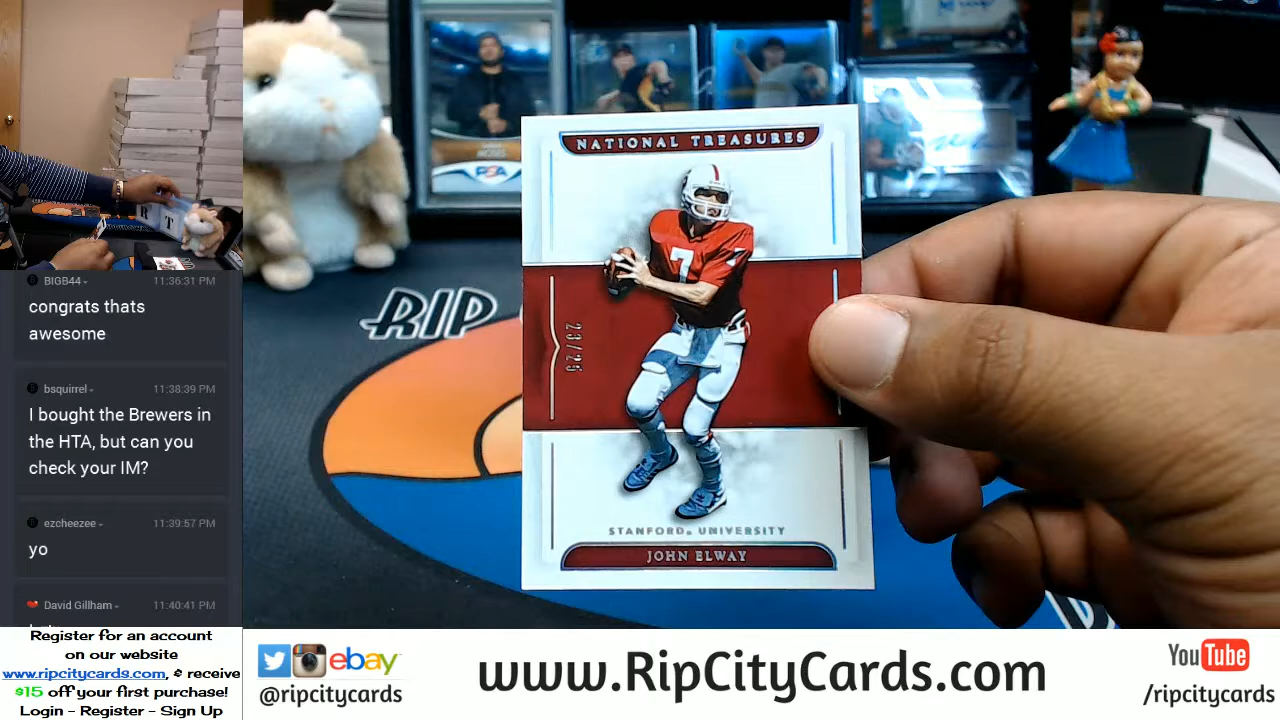 BIGB44
11:36:31 PM
congrats thats
awesome
bsquirrel
11:38:39 PM
I bought the Brewers in
the HTA, but can you
check your IM?
ezcheezee
11:39:57 PM
yo
David Gillham
11:40:41 PM
Register for an account
on our website
www.ripcitycards.com, & receive
$15 off your first purchase!
Login - Register - Sign Up
R T
PSA
RIP
NATIONAL TREASURES
7
23/25
STANFORD UNIVERSITY
JOHN ELWAY
ebay
@ripcitycards
www.RipCityCards.com
YouTube
/ripcitycards